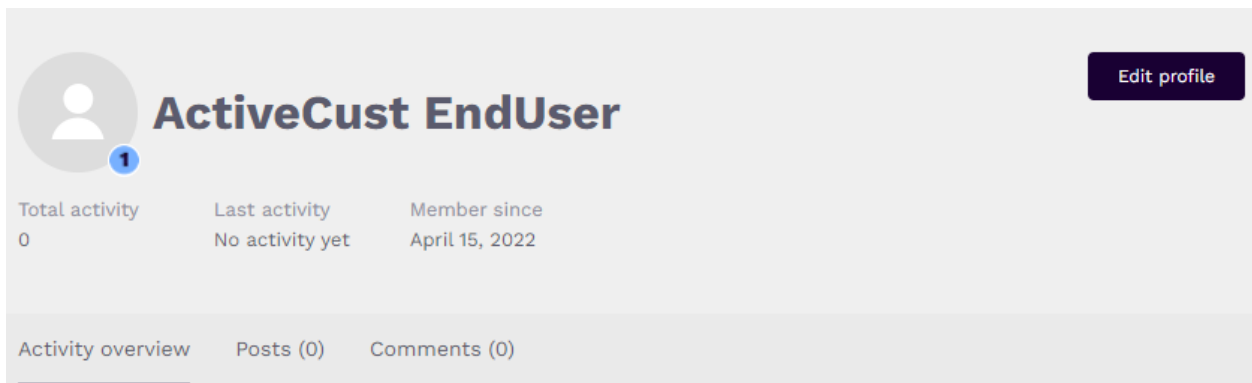 Edit profile
ActiveCust EndUser
1
Total activity Last activity Member since
0 No activity yet April 15, 2022
Activity overview Posts (0) Comments (0)